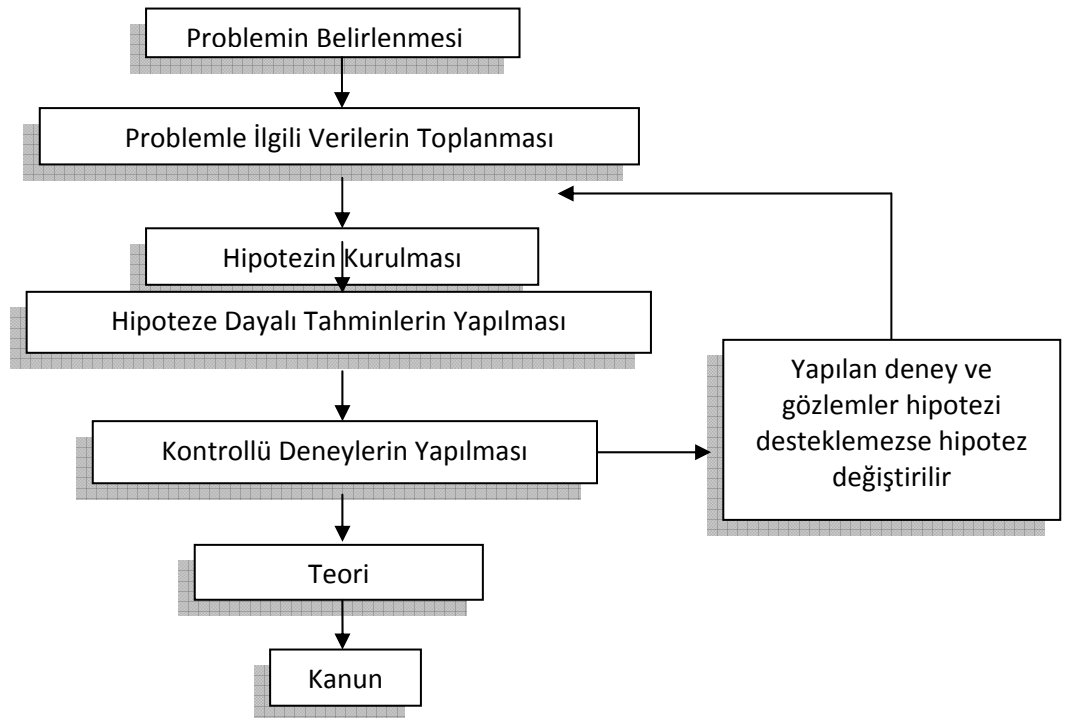 Problemin Belirlenmesi
Problemle İlgili Verilerin Toplanması
Hipotezin Kurulması
Hipoteze Dayalı Tahminlerin Yapılması
Kontrollü Deneylerin Yapılması
Yapılan deney ve
gözlemler hipotezi
desteklemezse hipotez
değiştirilir
Teori
Kanun